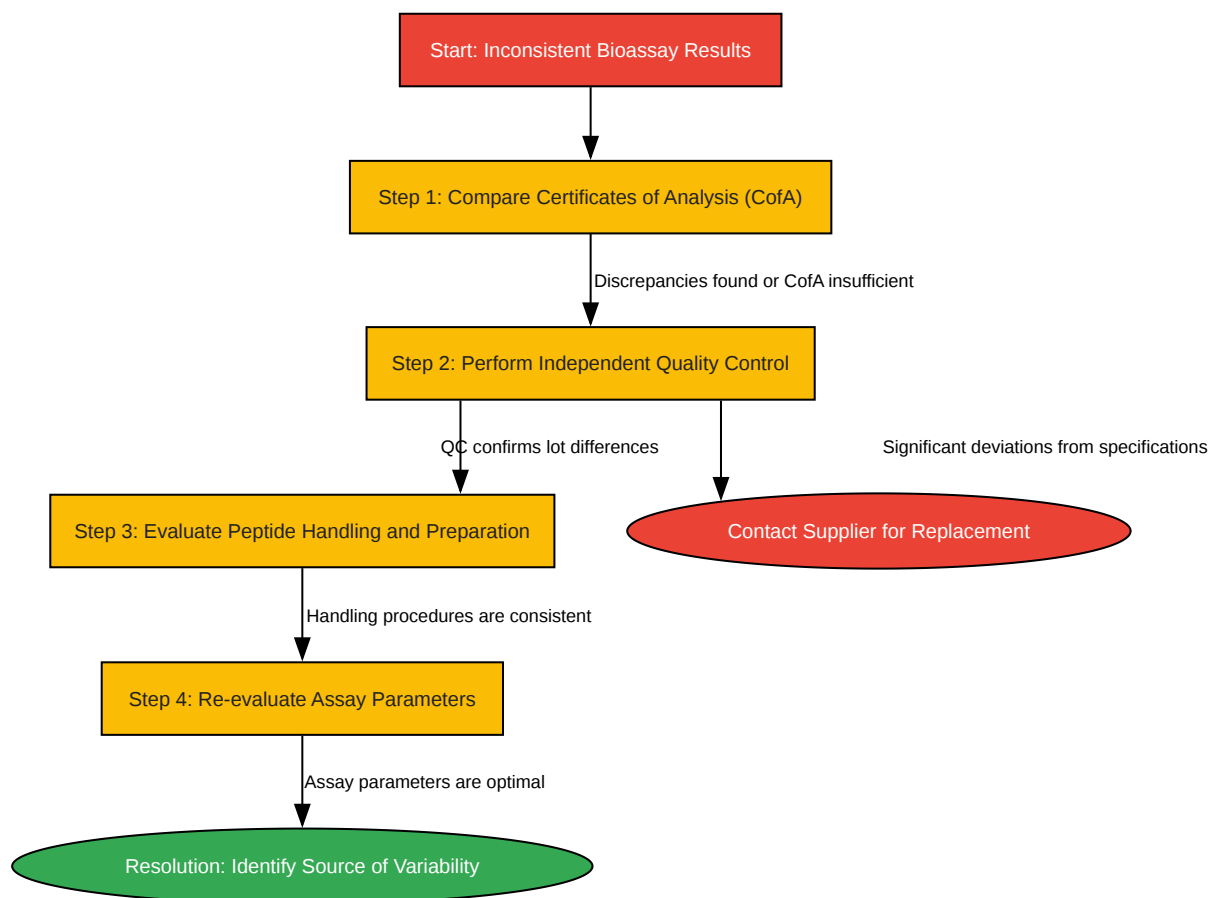 Start: Inconsistent Bioassay Results
Step 1: Compare Certificates of Analysis (CofA)
Discrepancies found or CofA insufficient
Step 2: Perform Independent Quality Control
QC confirms lot differences
Significant deviations from specifications
Step 3: Evaluate Peptide Handling and Preparation
Contact Supplier for Replacement
Handling procedures are consistent
Step 4: Re-evaluate Assay Parameters
Assay parameters are optimal
Resolution: Identify Source of Variability